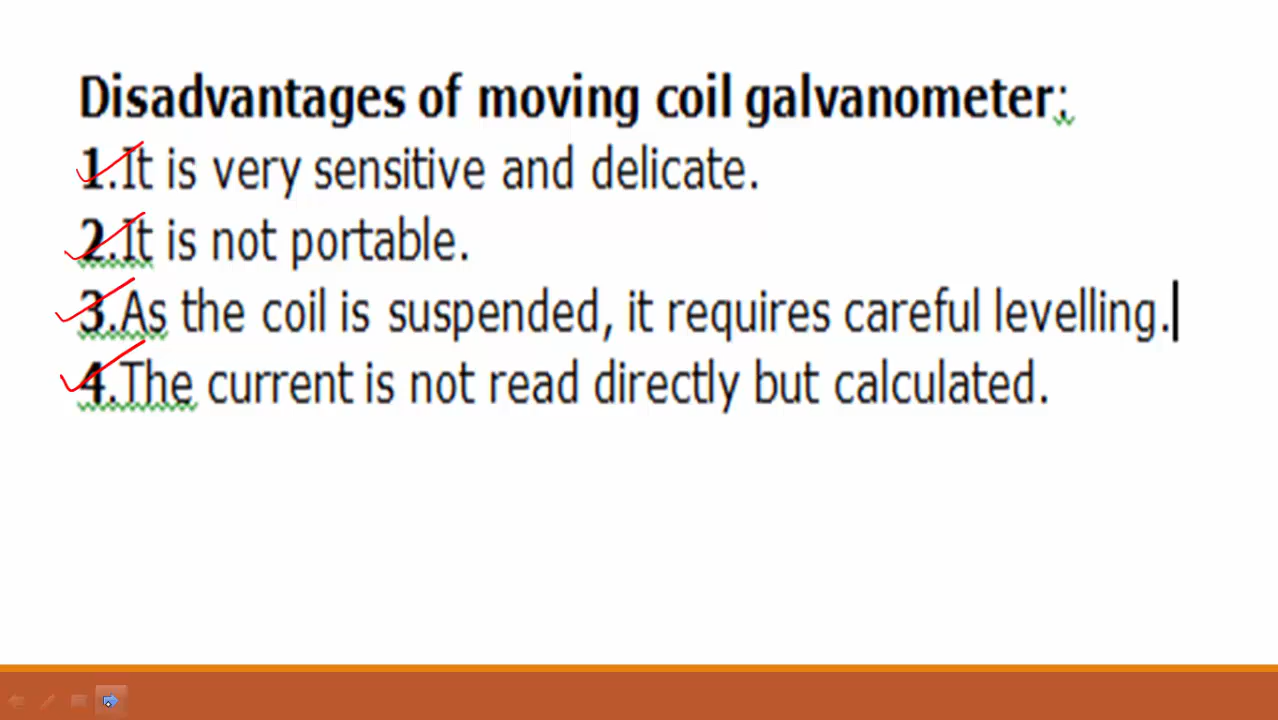 Disadvantages of moving coil galvanometer;
1.It is very sensitive and delicate.
2.It is not portable.
3.As the coil is suspended, it requires careful levelling.
4.The current is not read directly but calculated.